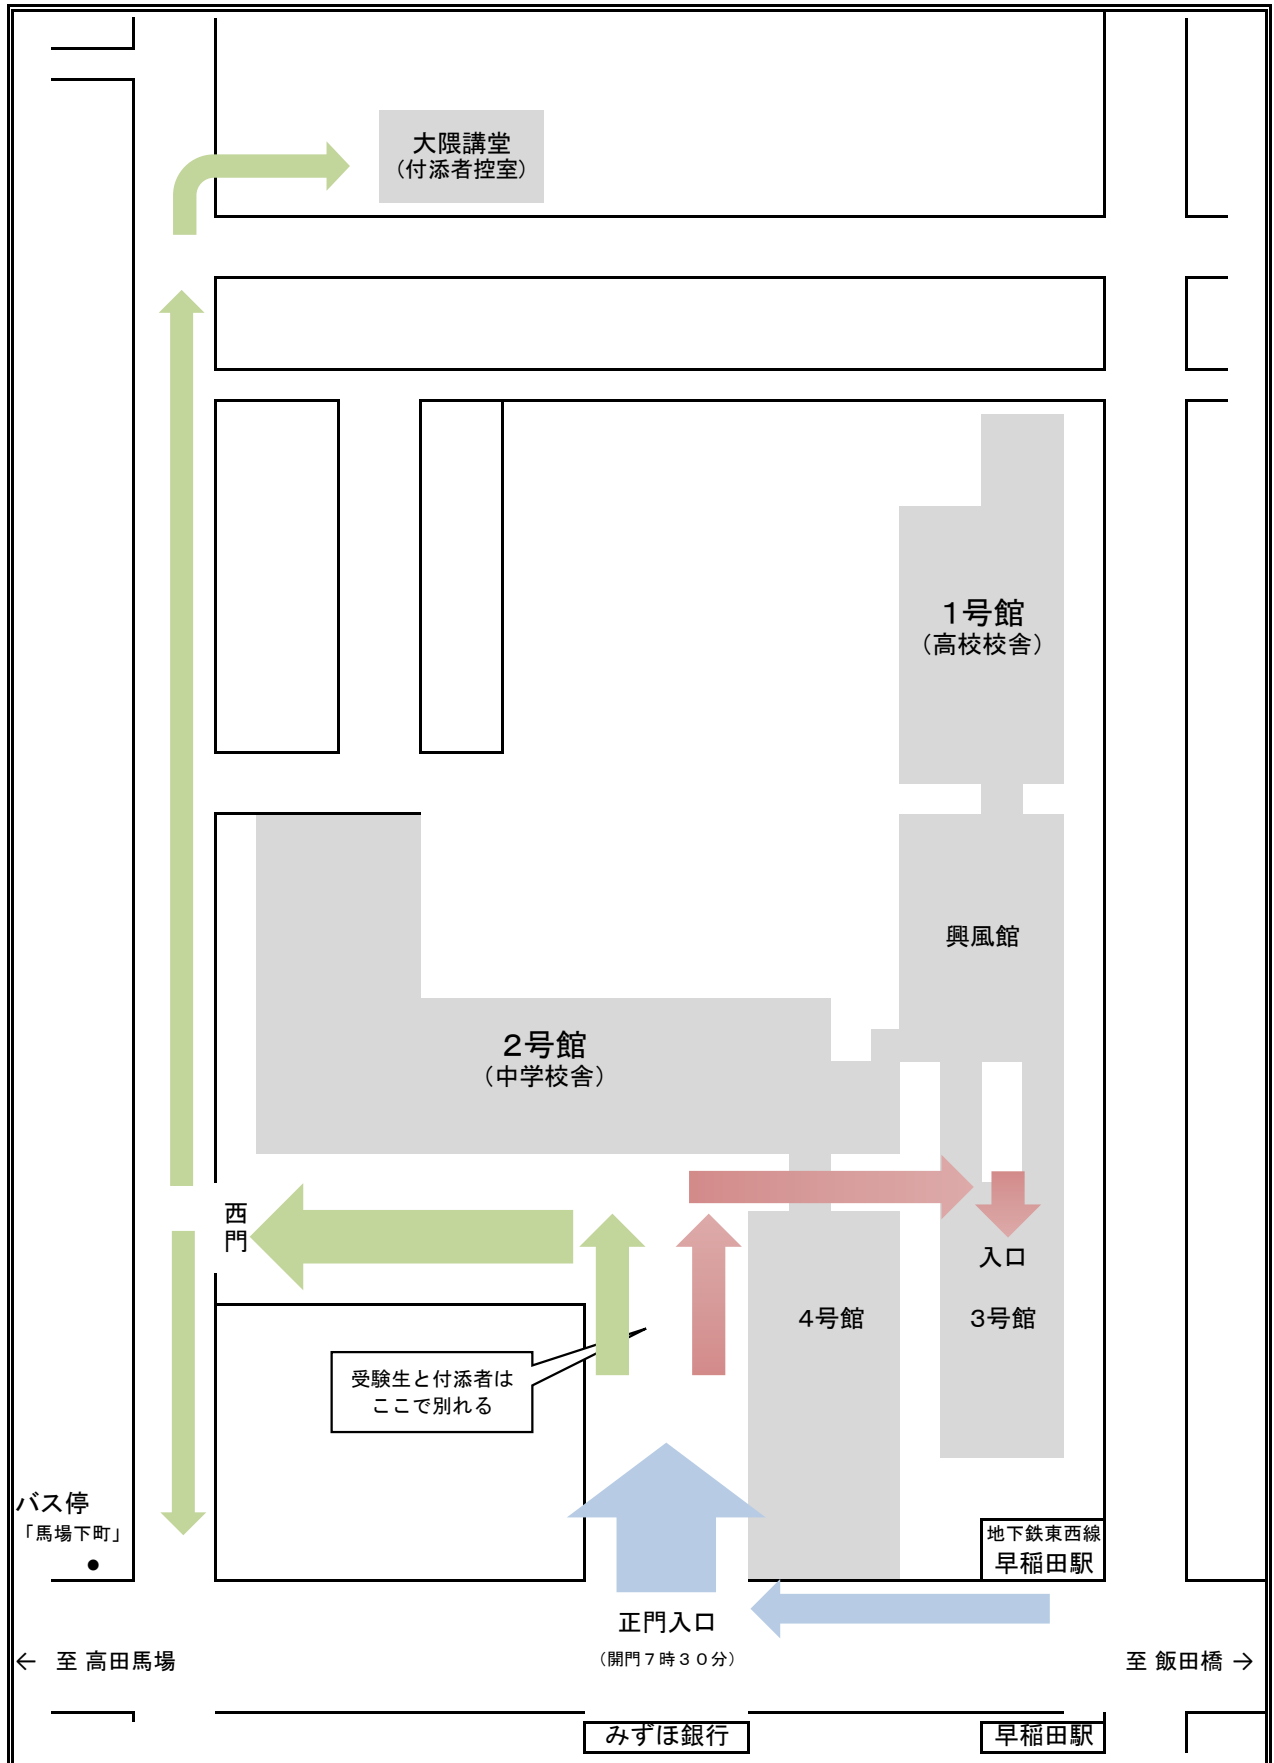 大隈講堂
（付添者控室）
１号館
（高校校舎）
興風館
２号館
（中学校舎）
西
門
入口
４号館
３号館
受験生と付添者は
ここで別れる
バス停
「馬場下町」
地下鉄東西線
早稲田駅
正門入口
（開門７時３０分）
← 至 高田馬場
至 飯田橋 →
みずほ銀行
早稲田駅